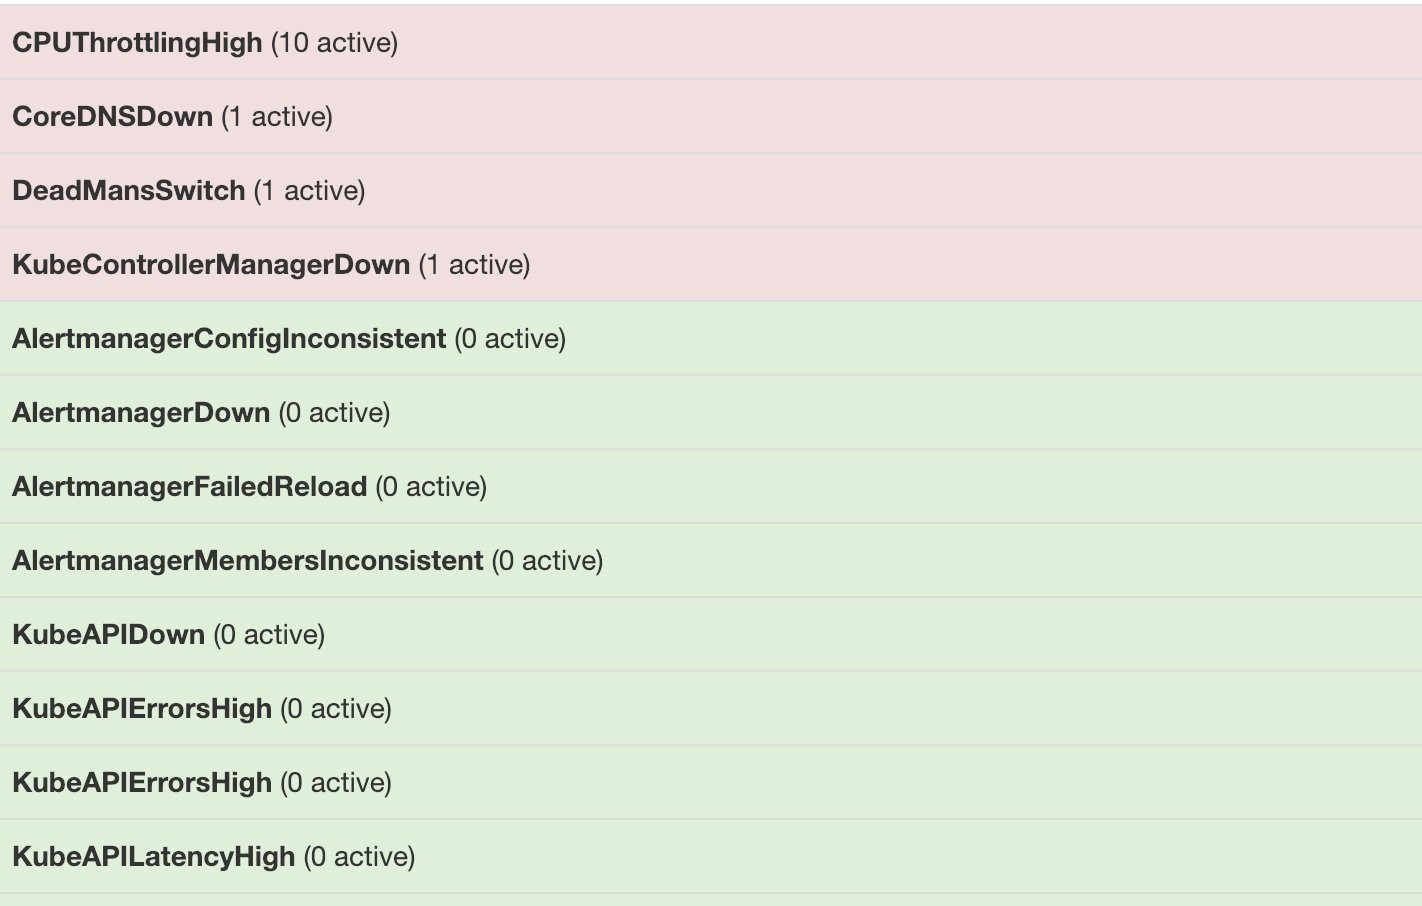 CPUThrottlingHigh (10 active)
CoreDNSDown (1 active)
DeadMansSwitch (1 active)
KubeControllerManagerDown (1 active)
AlertmanagerConfigInconsistent (0 active)
AlertmanagerDown (0 active)
AlertmanagerFailedReload (0 active)
AlertmanagerMembersInconsistent (0 active)
KubeAPIDown (0 active)
KubeAPIErrorsHigh (0 active)
KubeAPIErrorsHigh (0 active)
KubeAPILatencyHigh (0 active)